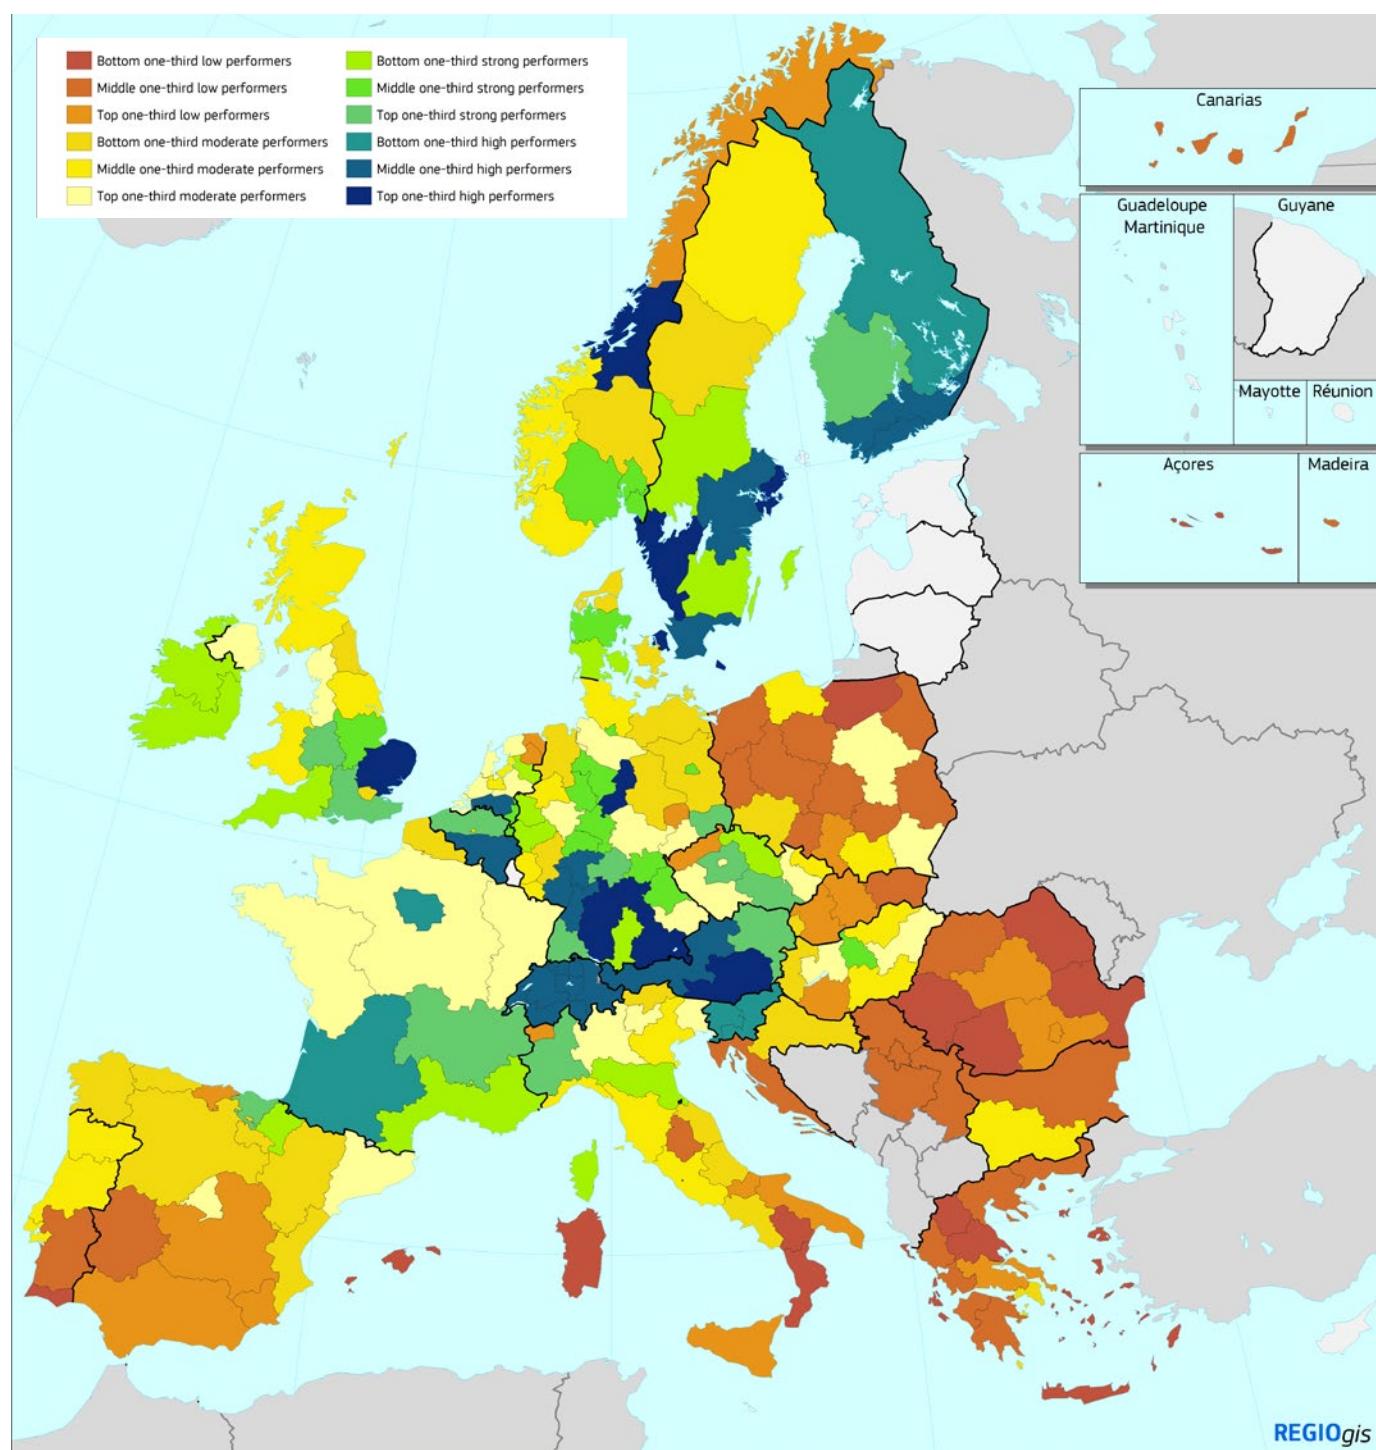 Bottom one-third low performers
Middle one-third low performers
Top one-third low performers
Bottom one-third moderate performers
Middle one-third moderate performers
Top one-third moderate performers
Bottom one-third strong performers
Middle one-third strong performers
Top one-third strong performers
Bottom one-third high performers
Middle one-third high performers
Top one-third high performers
Canarias
Guadeloupe
Martinique
Guyane
Mayotte
Réunion
Açores
Madeira
REGIOgis